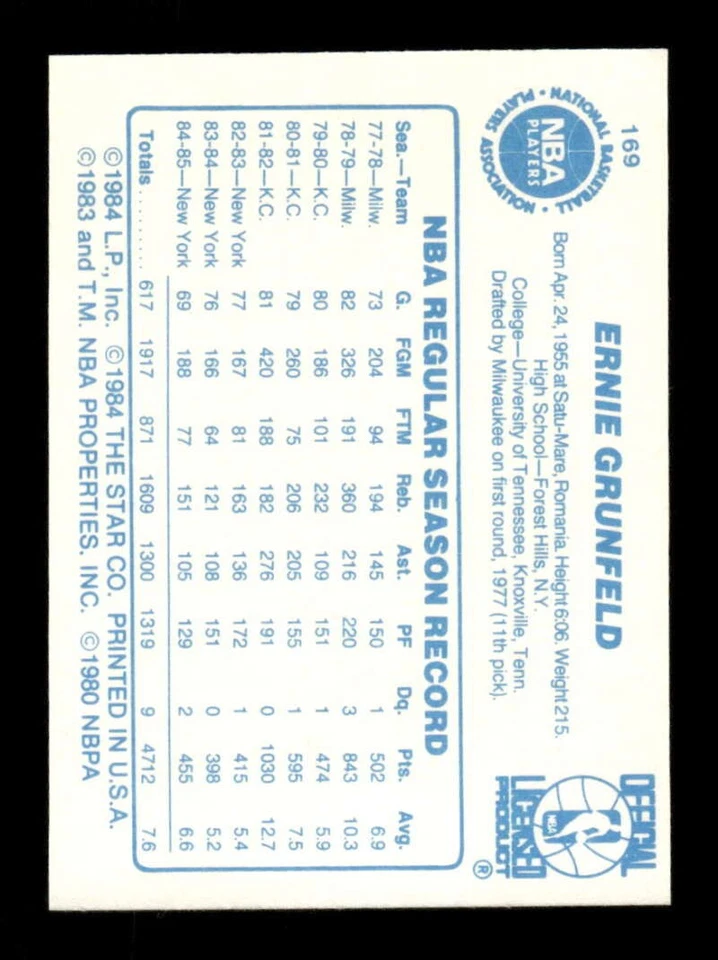 169
NATIONAL BASKETBALL
PLAYERS ASSOCIATION
NBA
PLAYERS
ERNIE GRUNFELD
Born Apr. 24, 1955 at Satu-Mare, Romania. Height 6:06. Weight 215.
High School—Forest Hills, N.Y.
College—University of Tennessee, Knoxville, Tenn.
Drafted by Milwaukee on first round, 1977 (11th pick).
OFFICIAL
NBA
LICENSED
PRODUCT
®
NBA REGULAR SEASON RECORD
Sea.—Team G. FGM FTM Reb. Ast. PF Dq. Pts. Avg.
77-78—Milw. 73 204 94 194 145 150 1 502 6.9
78-79—Milw. 82 326 191 360 216 220 3 843 10.3
79-80—K.C. 80 186 101 232 109 151 1 474 5.9
80-81—K.C. 79 260 75 206 205 155 1 595 7.5
81-82—K.C. 81 420 188 182 276 191 0 1030 12.7
82-83—New York 77 167 81 163 136 172 1 415 5.4
83-84—New York 76 166 64 121 108 151 0 398 5.2
84-85—New York 69 188 77 151 105 129 2 455 6.6
Totals ......... 617 1917 871 1609 1300 1319 9 4712 7.6
©1984 L.P., Inc. ©1984 THE STAR CO. PRINTED IN U.S.A.
©1983 and T.M. NBA PROPERTIES. INC. ©1980 NBPA